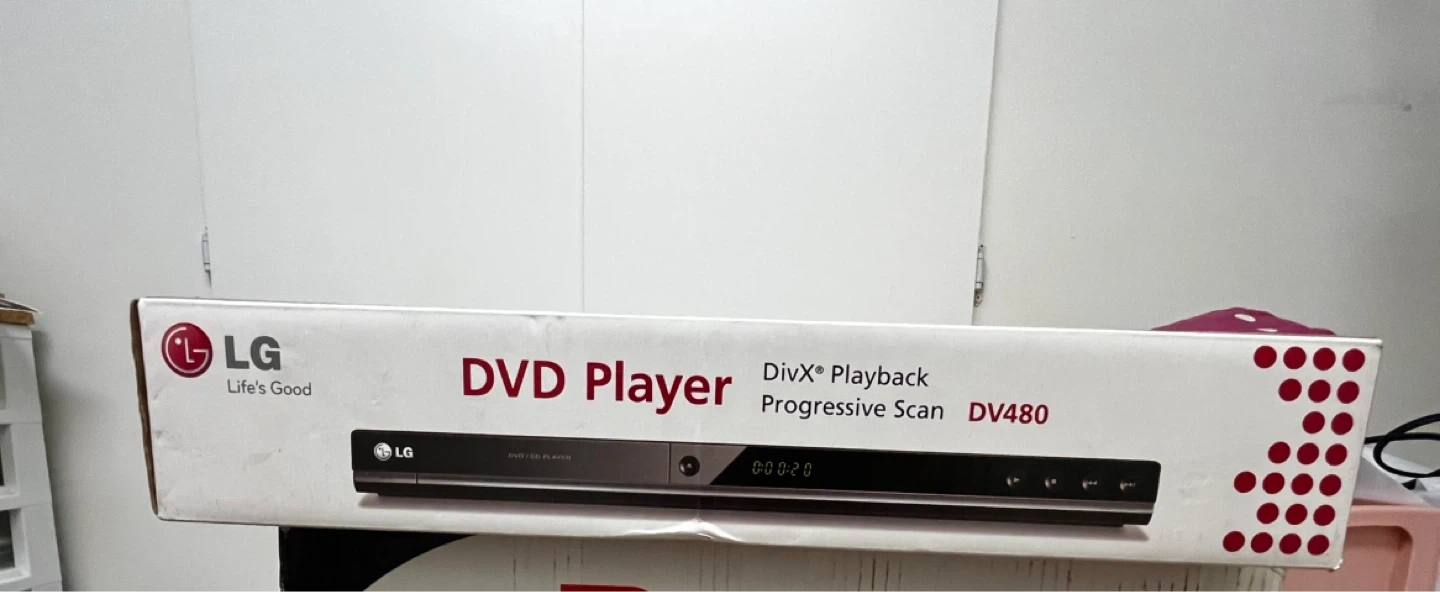 LG
Life's Good
DVD Player
DivX® Playback
Progressive Scan DV480
LG
DVD / CD PLAYER
0:00:20